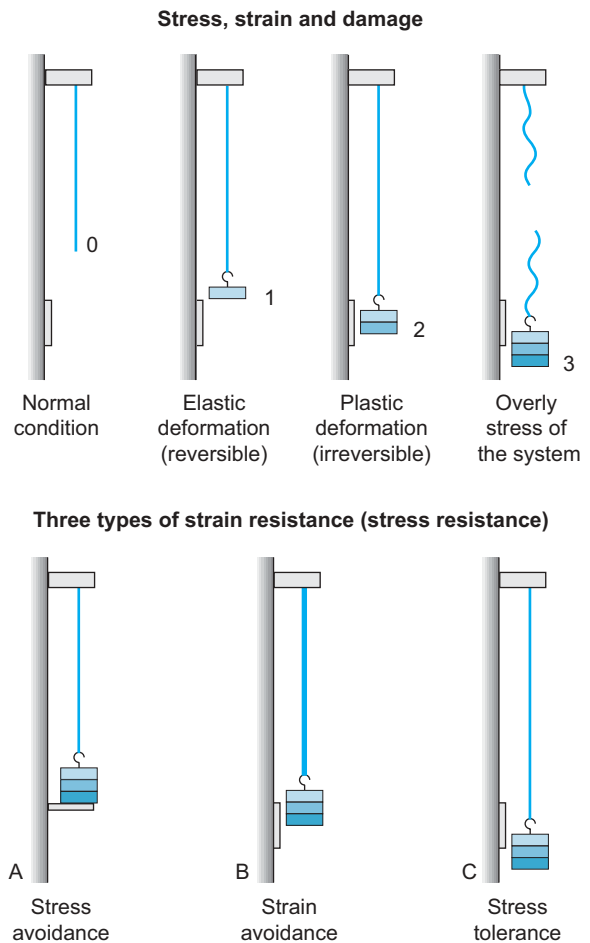 Stress, strain and damage
0
1
2
3
Normal
condition
Elastic
deformation
(reversible)
Plastic
deformation
(irreversible)
Overly
stress of
the system
Three types of strain resistance (stress resistance)
A
Stress
avoidance
B
Strain
avoidance
C
Stress
tolerance